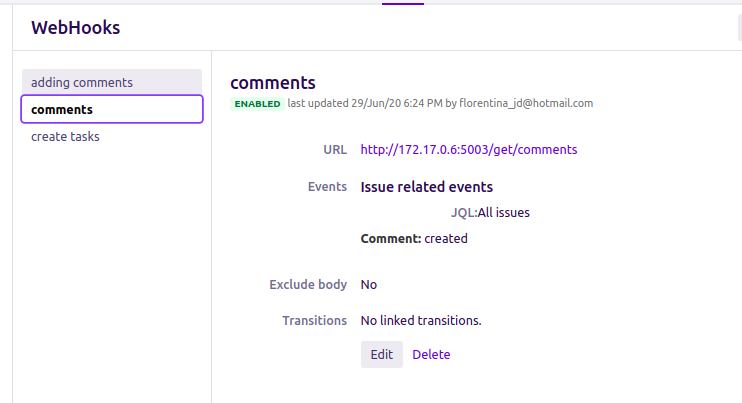 WebHooks
adding comments
comments
create tasks
comments
ENABLED last updated 29/Jun/20 6:24 PM by florentina_jd@hotmail.com
URL http://172.17.0.6:5003/get/comments
Events Issue related events
JQL:All issues
Comment: created
Exclude body No
Transitions No linked transitions.
Edit Delete